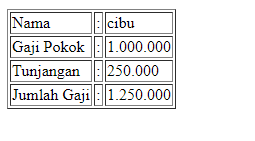 Nama : cibu
Gaji Pokok : 1.000.000
Tunjangan : 250.000
Jumlah Gaji : 1.250.000